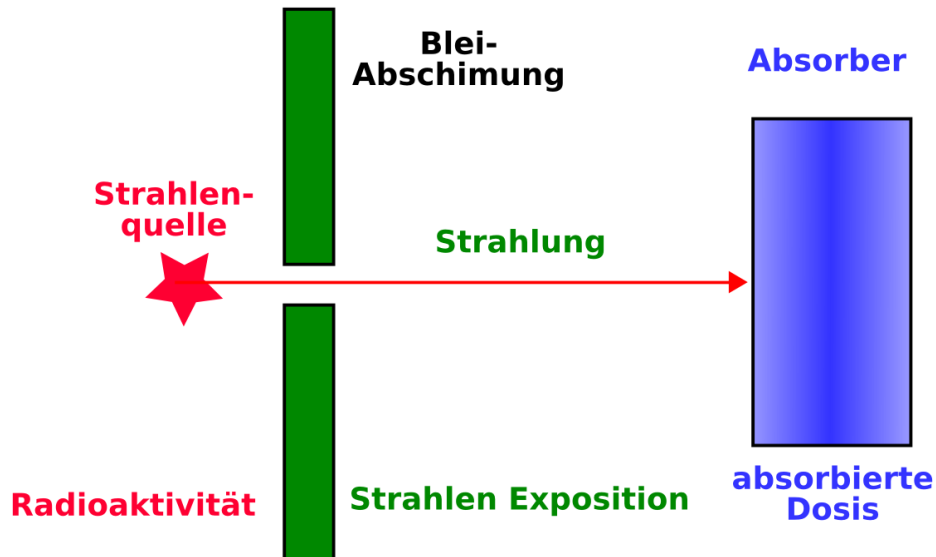 Blei-
Abschimung
Absorber
Strahlen-
quelle
Strahlung
Radioaktivität
Strahlen Exposition
absorbierte
Dosis